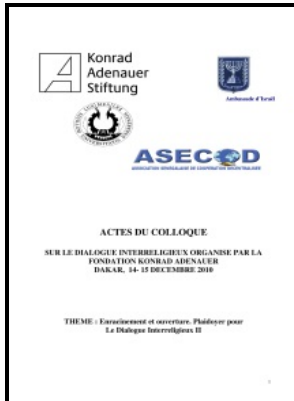 Konrad
Adenauer
Stiftung
Ambassade d'Israël
ASECOD
ASSOCIATION SENEGALAISE DE COOPERATION DECENTRALISEE
ACTES DU COLLOQUE
SUR LE DIALOGUE INTERRELIGIEUX ORGANISE PAR LA
FONDATION KONRAD ADENAUER
DAKAR, 14- 15 DECEMBRE 2010
THEME : Enracinement et ouverture. Plaidoyer pour
Le Dialogue Interreligieux II